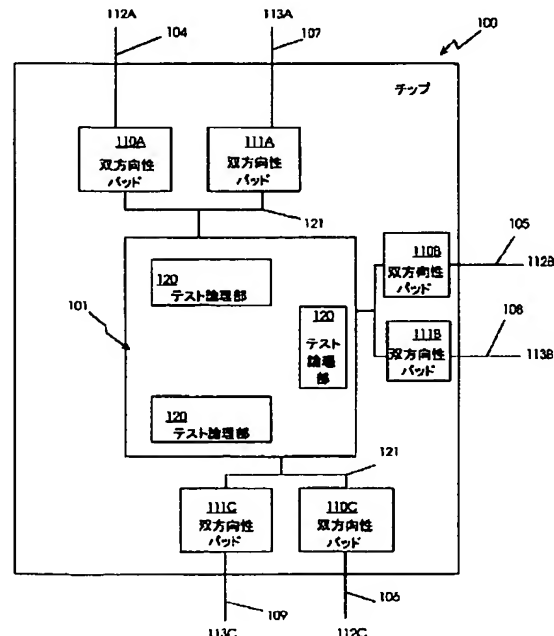 112A
113A
104
107
100
チップ
110A
双方向性
パッド
111A
双方向性
パッド
121
120
テスト論理部
101
120
テスト
論理
部
110B
双方向性
パッド
105
112B
111B
双方向性
パッド
108
113B
120
テスト論理部
121
111C
双方向性
パッド
110C
双方向性
パッド
109
106
113C
112C